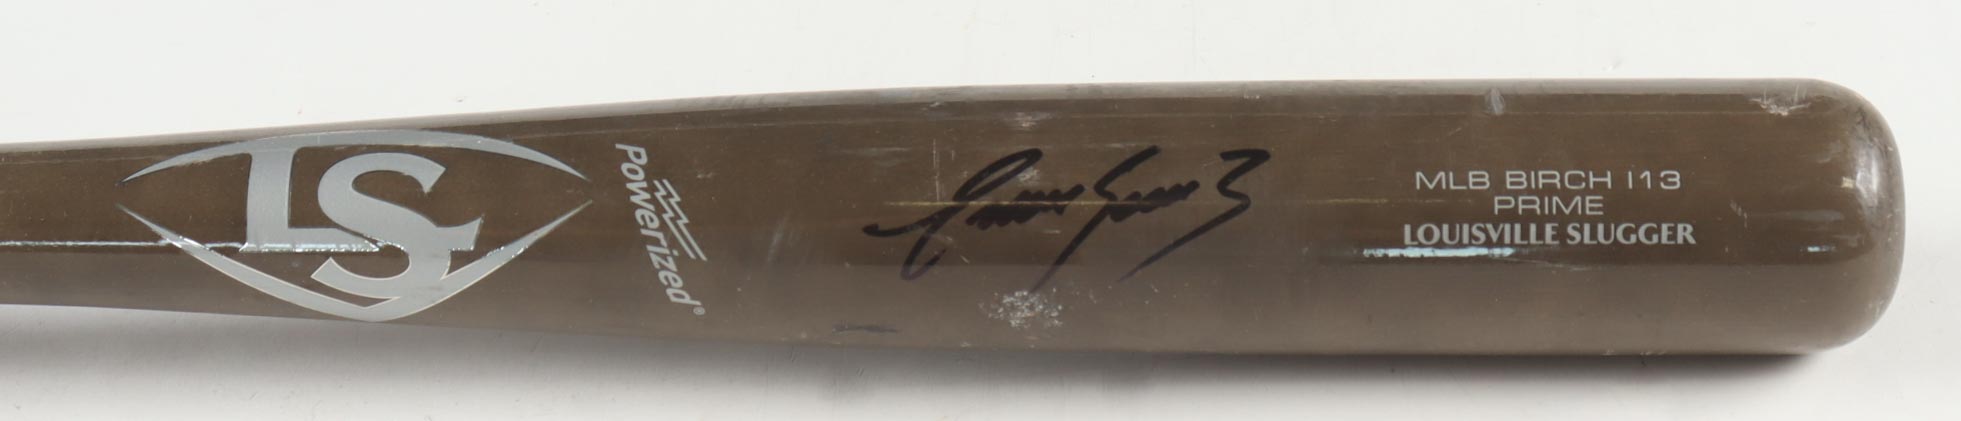 LS
Powerized®
MLB BIRCH I13
PRIME
LOUISVILLE SLUGGER